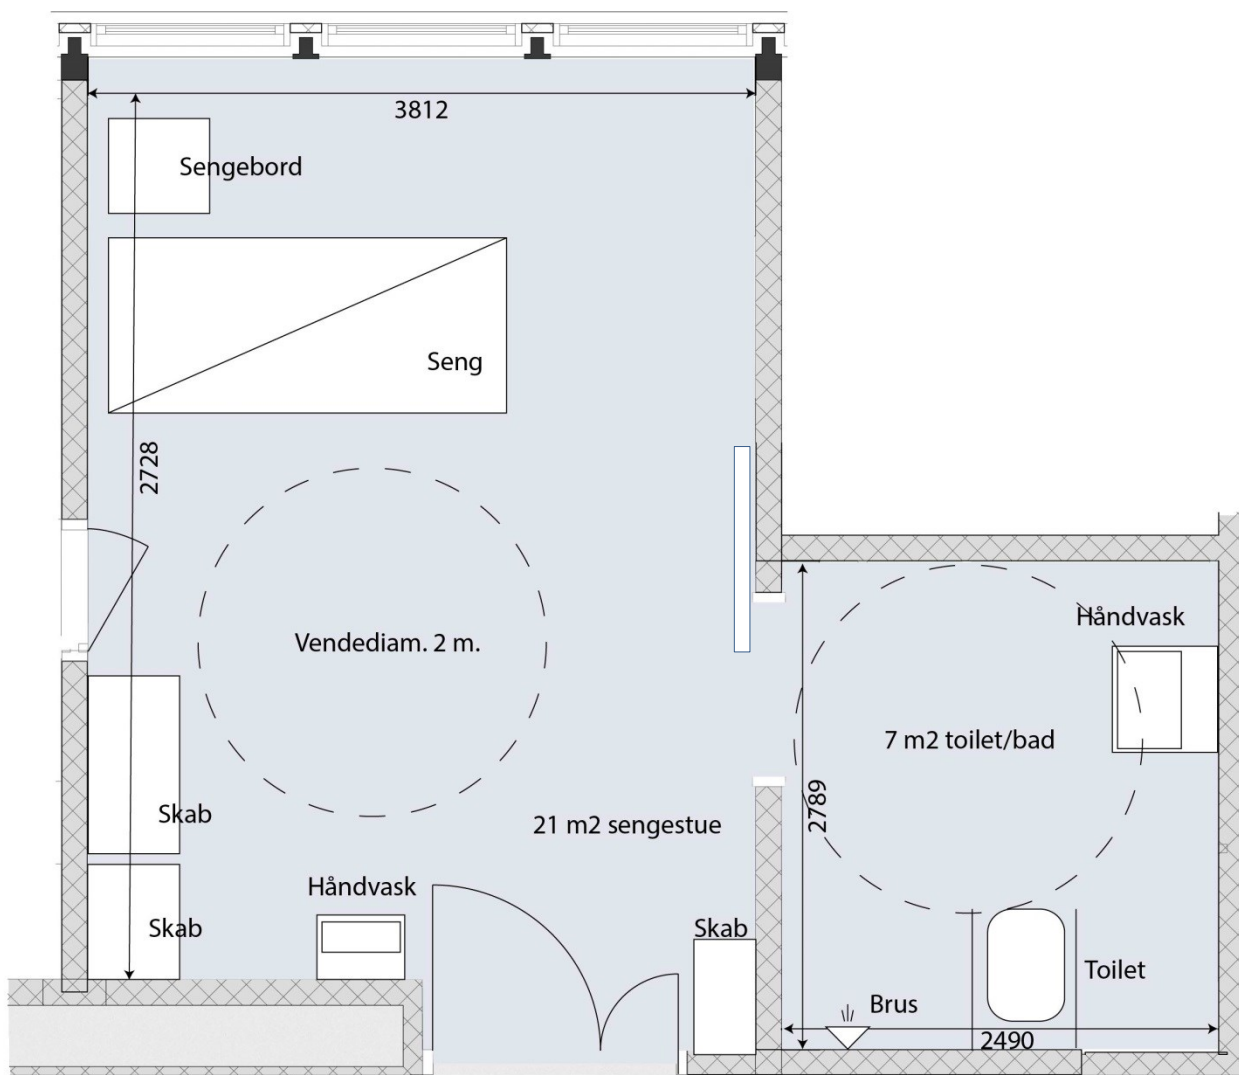 3812
Sengebord
Seng
2728
Håndvask
Vendediam. 2 m.
7 m2 toilet/bad
2789
Skab
21 m2 sengestue
Håndvask
Skab
Skab
Toilet
Brus
2490